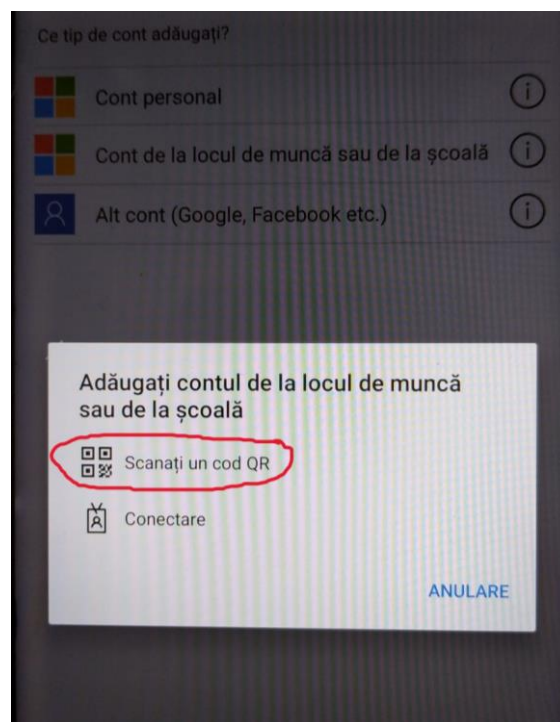 Ce tip de cont adăugați?
Cont personal
Cont de la locul de muncă sau de la școală
Alt cont (Google, Facebook etc.)
Adăugați contul de la locul de muncă
sau de la școală
Scanați un cod QR
Conectare
ANULARE